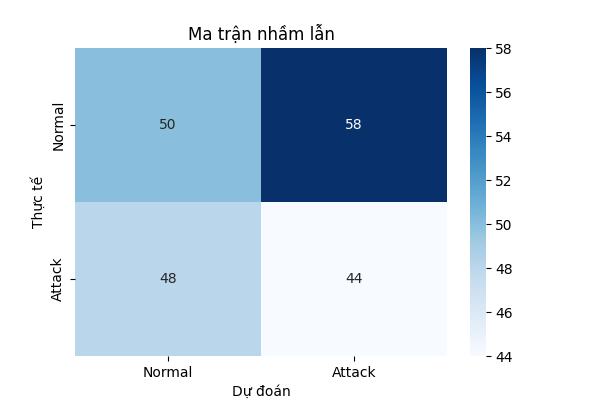 Ma trận nhầm lẫn
Normal
50
58
Attack
48
44
Thực tế
Normal
Attack
Dự đoán
58
56
54
52
50
48
46
44